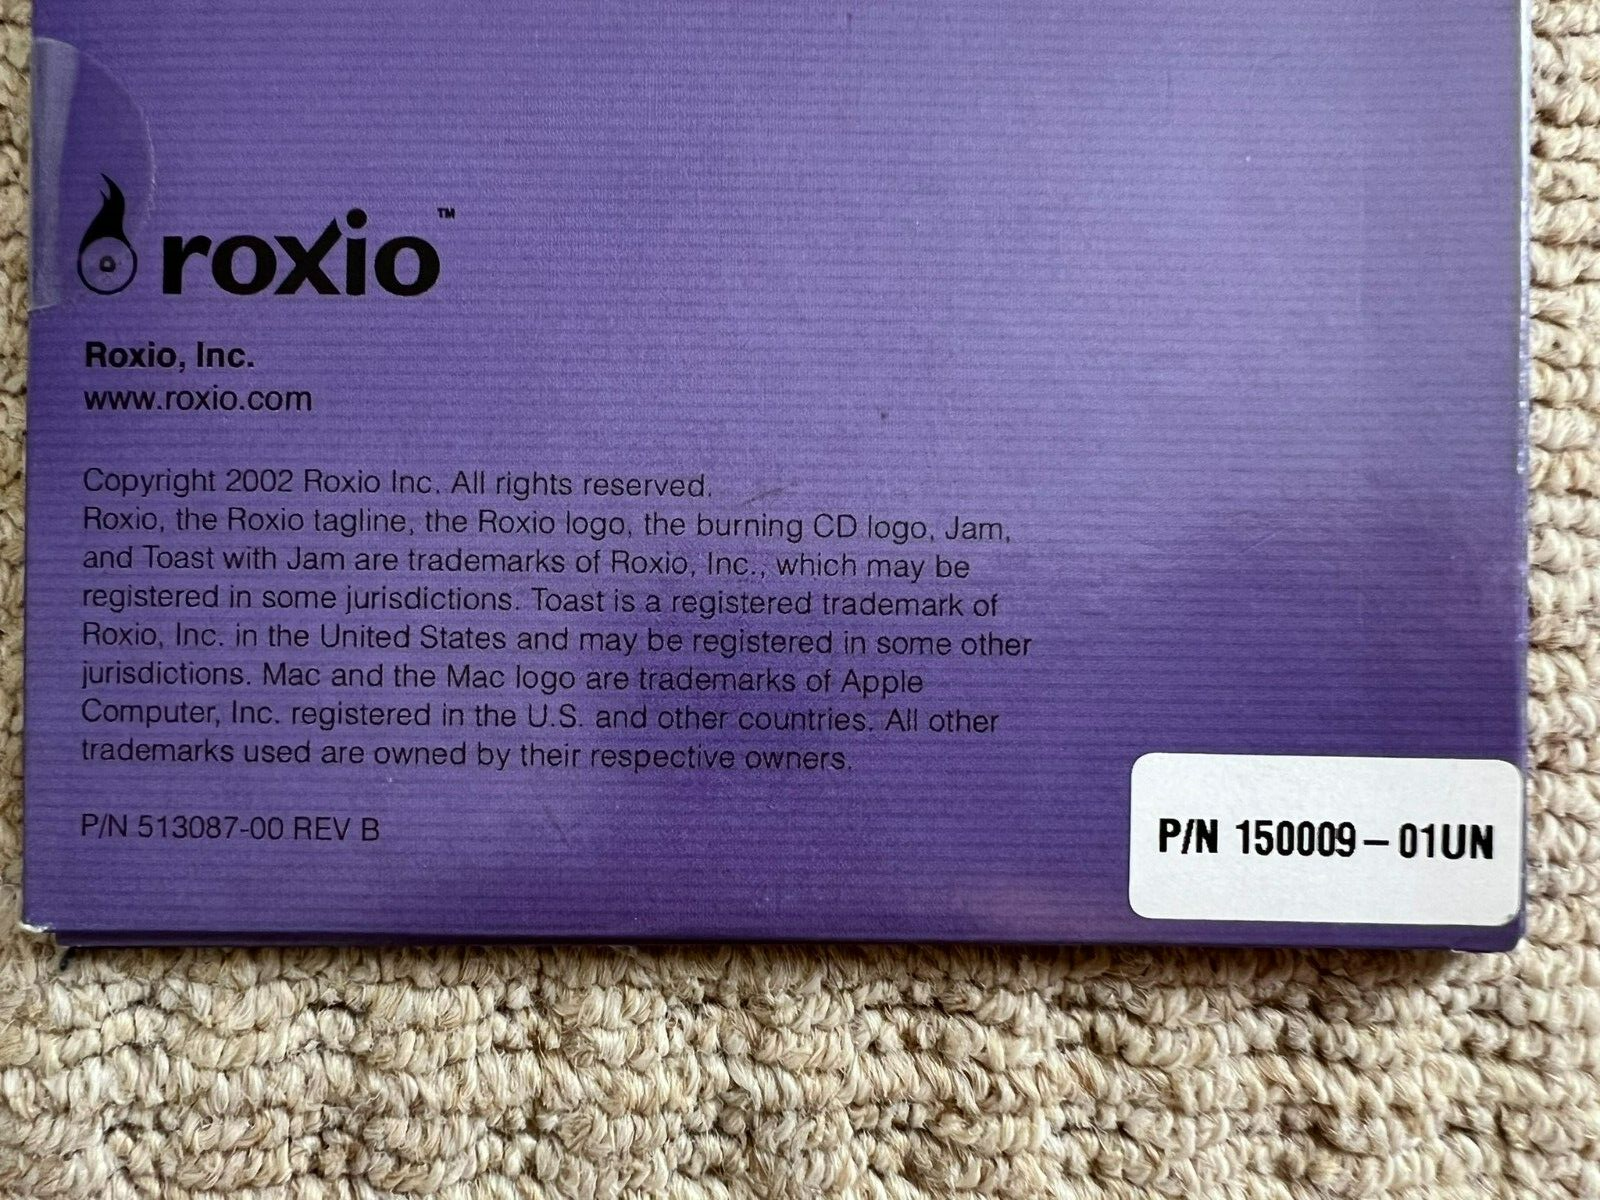 roxio™
Roxio, Inc.
www.roxio.com
Copyright 2002 Roxio Inc. All rights reserved.
Roxio, the Roxio tagline, the Roxio logo, the burning CD logo, Jam,
and Toast with Jam are trademarks of Roxio, Inc., which may be
registered in some jurisdictions. Toast is a registered trademark of
Roxio, Inc. in the United States and may be registered in some other
jurisdictions. Mac and the Mac logo are trademarks of Apple
Computer, Inc. registered in the U.S. and other countries. All other
trademarks used are owned by their respective owners.
P/N 513087-00 REV B
P/N 150009-01UN